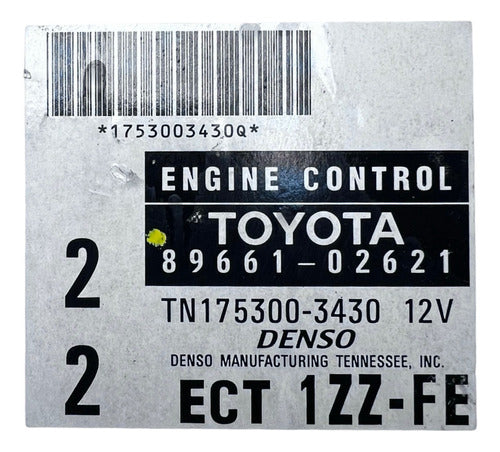 *1753003430Q*
ENGINE CONTROL
TOYOTA
89661-02621
2
2
TN175300-3430 12V
DENSO
DENSO MANUFACTURING TENNESSEE, INC.
ECT 1ZZ-FE